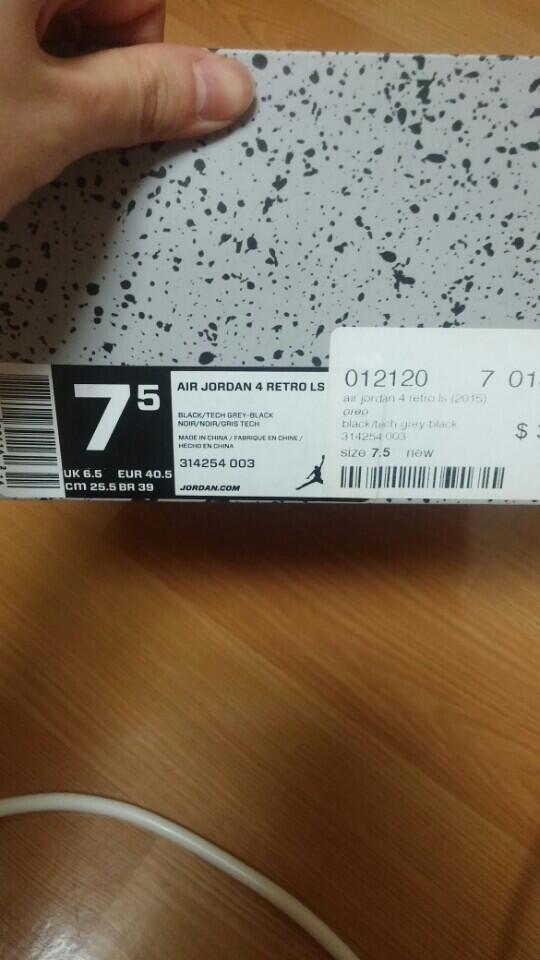 7⁵
UK 6.5 EUR 40.5
cm 25.5 BR 39
AIR JORDAN 4 RETRO LS
BLACK/TECH GREY-BLACK
NOIR/NOIR/GRIS TECH
MADE IN CHINA / FABRIQUE EN CHINE /
HECHO EN CHINA
314254 003
JORDAN.COM
012120 7 01
air jordan 4 retro ls (2015)
oreo
black/tech grey-black
314254 003
$
size 7.5 new